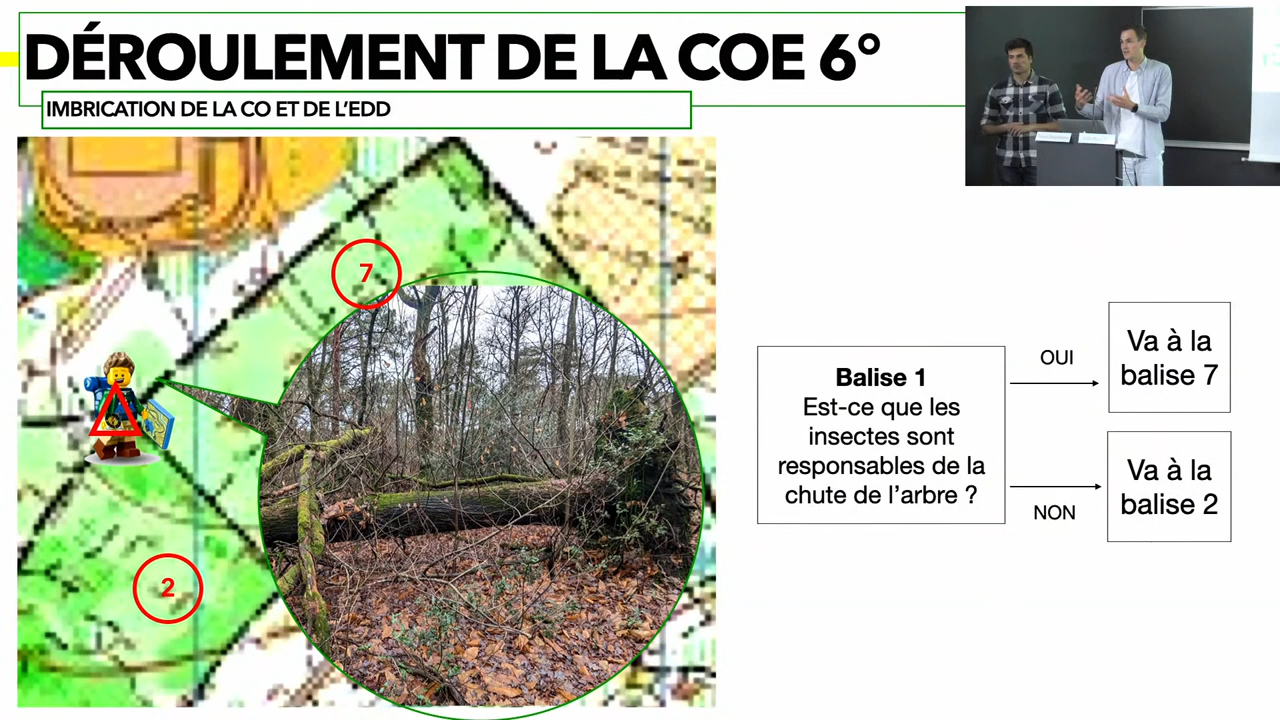 DÉROULEMENT DE LA COE 6°
IMBRICATION DE LA CO ET DE L'EDD
7
2
Balise 1
Est-ce que les
insectes sont
responsables de la
chute de l'arbre ?
OUI
NON
Va à la
balise 7
Va à la
balise 2